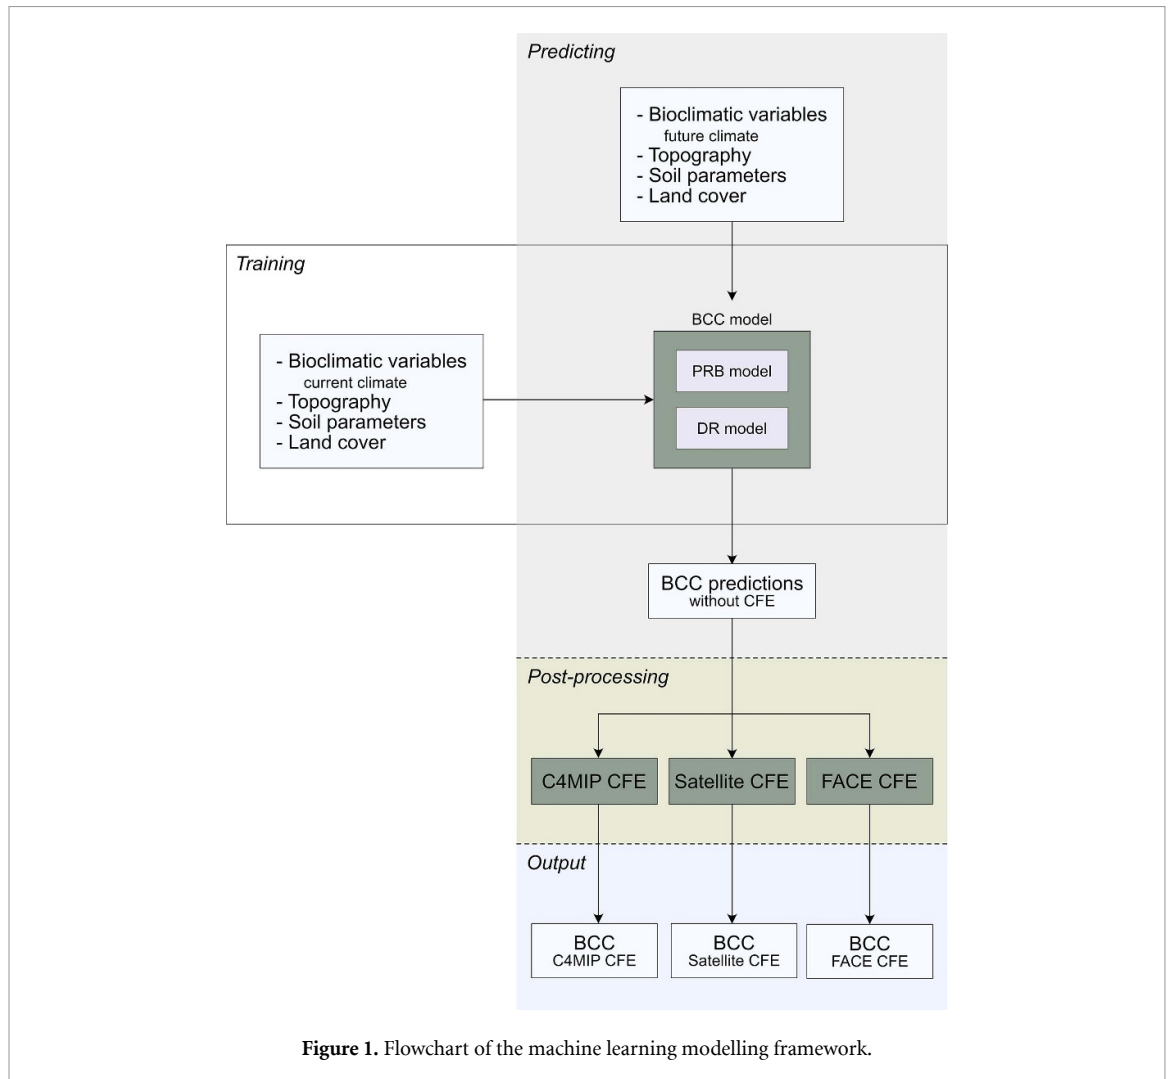 Predicting
- Bioclimatic variables
future climate
- Topography
- Soil parameters
- Land cover
Training
- Bioclimatic variables
current climate
- Topography
- Soil parameters
- Land cover
BCC model
PRB model
DR model
BCC predictions
without CFE
Post-processing
C4MIP CFE
Satellite CFE
FACE CFE
Output
BCC
C4MIP CFE
BCC
Satellite CFE
BCC
FACE CFE
Figure 1. Flowchart of the machine learning modelling framework.